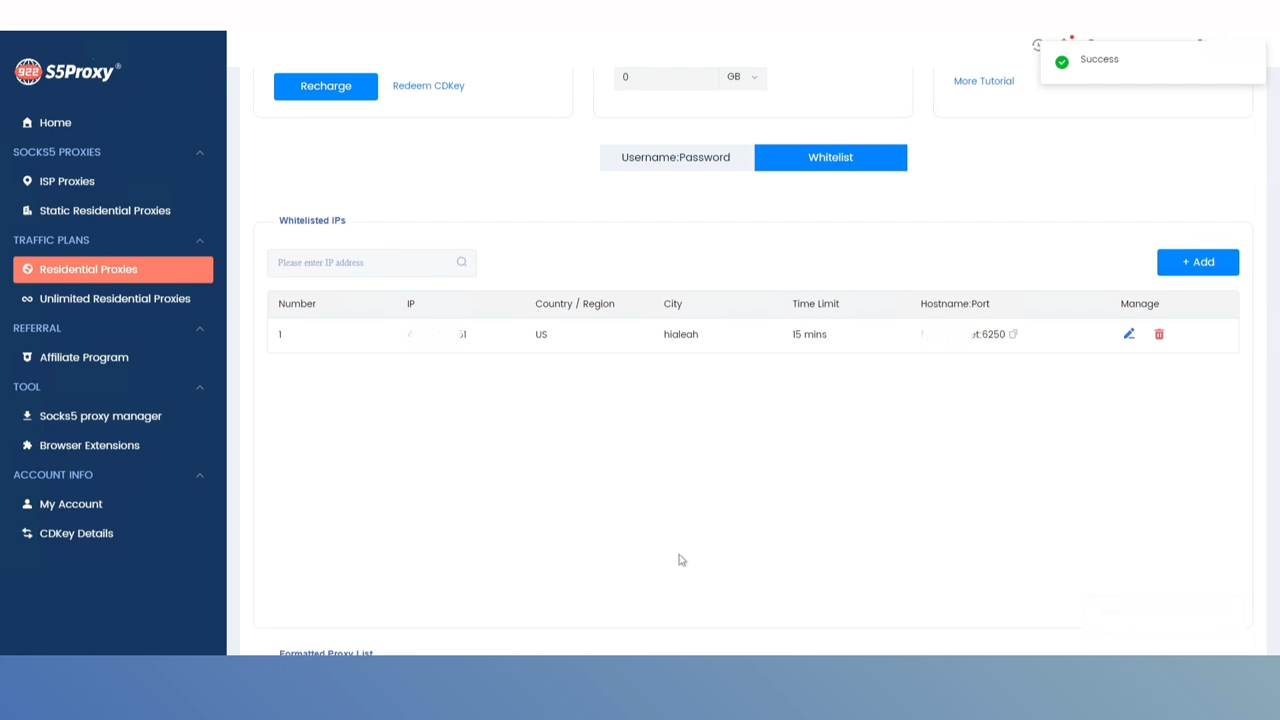 922 S5Proxy®
Success
Recharge
Redeem CDKey
0
GB
More Tutorial
Home
SOCKS5 PROXIES
ISP Proxies
Static Residential Proxies
TRAFFIC PLANS
Residential Proxies
Unlimited Residential Proxies
REFERRAL
Affiliate Program
TOOL
Socks5 proxy manager
Browser Extensions
ACCOUNT INFO
My Account
CDKey Details
Username:Password
Whitelist
Whitelisted IPs
Please enter IP address
+ Add
Number IP Country / Region City Time Limit Hostname:Port Manage
1 US hialeah 15 mins :6250
Formatted Proxy List